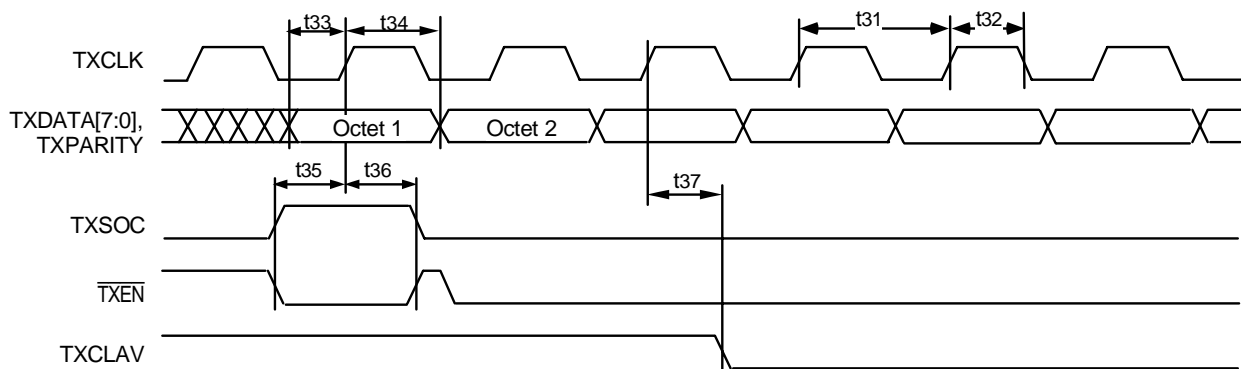 t33 t34 t31 t32
TXCLK
TXDATA[7:0],
TXPARITY
Octet 1 Octet 2
t35 t36 t37
TXSOC
TXEN
TXCLAV